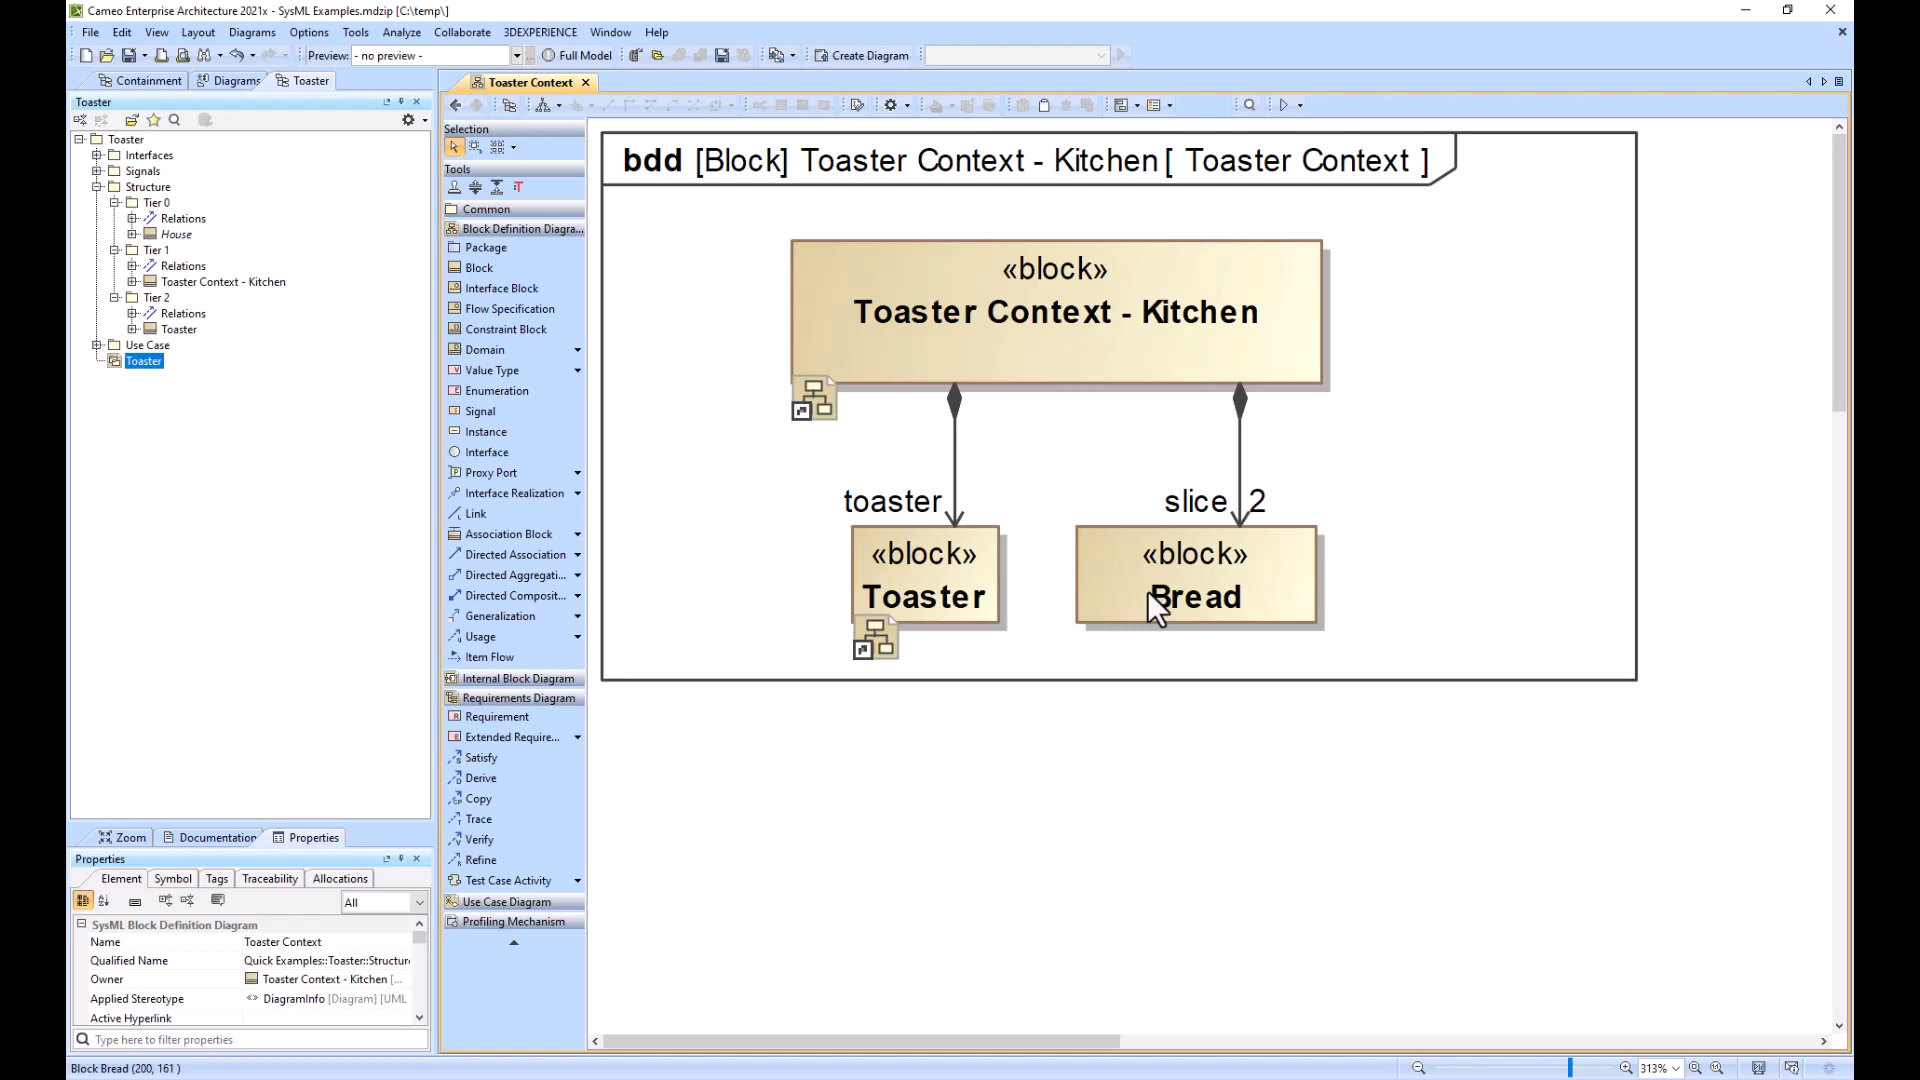 Cameo Enterprise Architecture 2021x - SysML Examples.mdzip [C:\temp\]
File Edit View Layout Diagrams Options Tools Analyze Collaborate 3DEXPERIENCE Window Help
Preview: - no preview - Full Model Create Diagram
Containment Diagrams Toaster
Toaster
Toaster
Interfaces
Signals
Structure
Tier 0
Relations
House
Tier 1
Relations
Toaster Context - Kitchen
Tier 2
Relations
Toaster
Use Case
Toaster
Zoom Documentation Properties
Properties
Element Symbol Tags Traceability Allocations
All
SysML Block Definition Diagram
Name Toaster Context
Qualified Name Quick Examples::Toaster::Structure
Owner Toaster Context - Kitchen [...
Applied Stereotype «» DiagramInfo [Diagram] [UML
Active Hyperlink
Type here to filter properties
Block Bread (200, 161 )
Toaster Context
Selection
Tools
Common
Block Definition Diagra...
Package
Block
Interface Block
Flow Specification
Constraint Block
Domain
Value Type
Enumeration
Signal
Instance
Interface
Proxy Port
Interface Realization
Link
Association Block
Directed Association
Directed Aggregati...
Directed Composit...
Generalization
Usage
Item Flow
Internal Block Diagram
Requirements Diagram
Requirement
Extended Require...
Satisfy
Derive
Copy
Trace
Verify
Refine
Test Case Activity
Use Case Diagram
Profiling Mechanism
bdd [Block] Toaster Context - Kitchen [ Toaster Context ]
«block»
Toaster Context - Kitchen
toaster slice 2
«block» «block»
Toaster Bread
313%